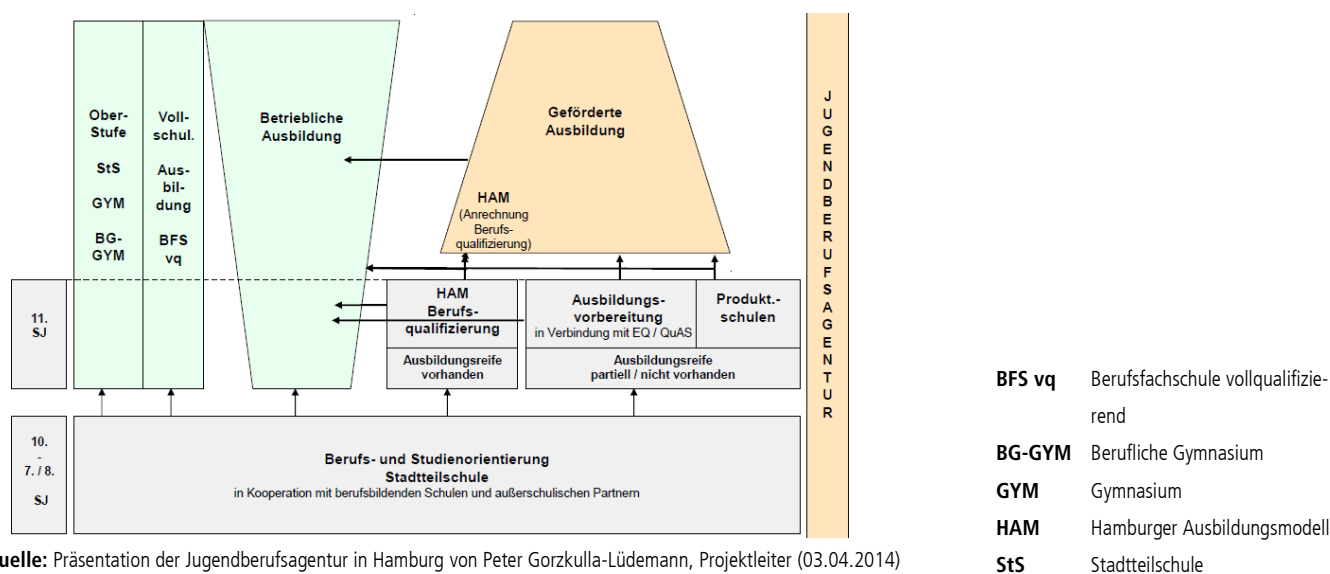 Ober-
Stufe
StS
GYM
BG-
GYM
Voll-
schul.
Aus-
bil-
dung
BFS
vq
Betriebliche
Ausbildung
Geförderte
Ausbildung
HAM
(Anrechnung
Berufs-
qualifizierung)
JUGENDBERUFSAGENTUR
11.
SJ
HAM
Berufs-
qualifizierung
Ausbildungs-
vorbereitung
in Verbindung mit EQ / QuAS
Produkt.-
schulen
Ausbildungsreife
vorhanden
Ausbildungsreife
partiell / nicht vorhanden
10.
-
7. / 8.
SJ
Berufs- und Studienorientierung
Stadtteilschule
in Kooperation mit berufsbildenden Schulen und außerschulischen Partnern
uelle: Präsentation der Jugendberufsagentur in Hamburg von Peter Gorzkulla-Lüdemann, Projektleiter (03.04.2014)
BFS vq Berufsfachschule vollqualifizie-
rend
BG-GYM Berufliche Gymnasium
GYM Gymnasium
HAM Hamburger Ausbildungsmodell
StS Stadtteilschule